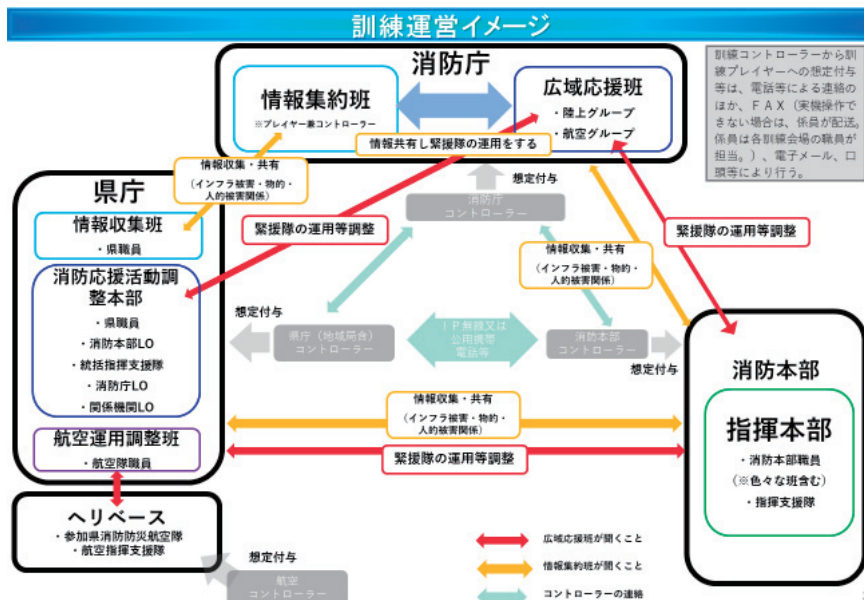 訓練運営イメージ
消防庁
情報集約班
※プレイヤー兼コントローラー
広域応援班
・陸上グループ
・航空グループ
情報共有し緊援隊の運用をする
訓練コントローラーから訓
練プレイヤーへの想定付与
等は、電話等による連絡の
ほか、ＦＡＸ（実機操作で
きない場合は、係員が配送。
係員は各訓練会場の職員が
担当。）、電子メール、口
頭等により行う。
情報収集・共有
（インフラ被害・物的・
人的被害関係）
想定付与
消防庁
コントローラー
県庁
情報収集班
・県職員
緊援隊の運用等調整
緊援隊の運用等調整
情報収集・共有
（インフラ被害・物的・
人的被害関係）
消防応援活動調
整本部
・県職員
・消防本部LO
・統括指揮支援隊
・消防庁LO
・関係機関LO
想定付与
県庁（地域局含）
コントローラー
ＩＰ無線又は
公用携帯
電話等
消防本部
コントローラー
想定付与
消防本部
指揮本部
・消防本部職員
（※色々な班含む）
・指揮支援隊
情報収集・共有
（インフラ被害・物的・
人的被害関係）
緊援隊の運用等調整
航空運用調整班
・航空隊職員
ヘリベース
・参加県消防防災航空隊
・航空指揮支援隊
想定付与
航空
コントローラー
広域応援班が聞くこと
情報集約班が聞くこと
コントローラーの連絡